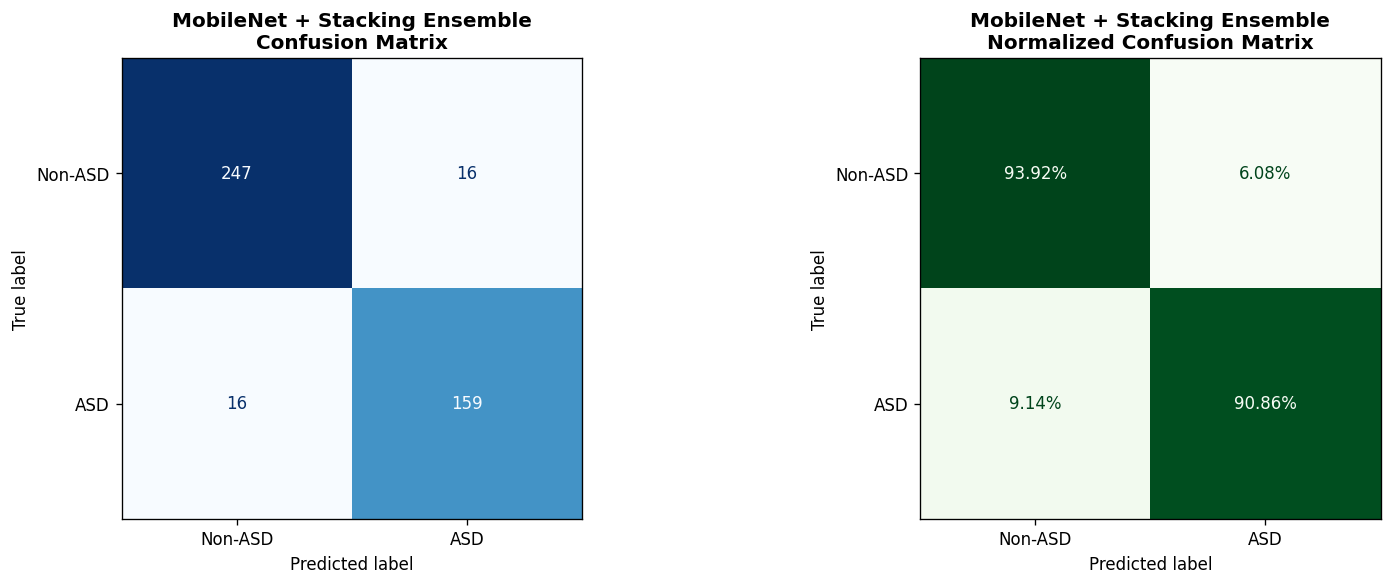 MobileNet + Stacking Ensemble
Confusion Matrix
Non-ASD
247
16
ASD
16
159
True label
Non-ASD
ASD
Predicted label
MobileNet + Stacking Ensemble
Normalized Confusion Matrix
Non-ASD
93.92%
6.08%
ASD
9.14%
90.86%
True label
Non-ASD
ASD
Predicted label